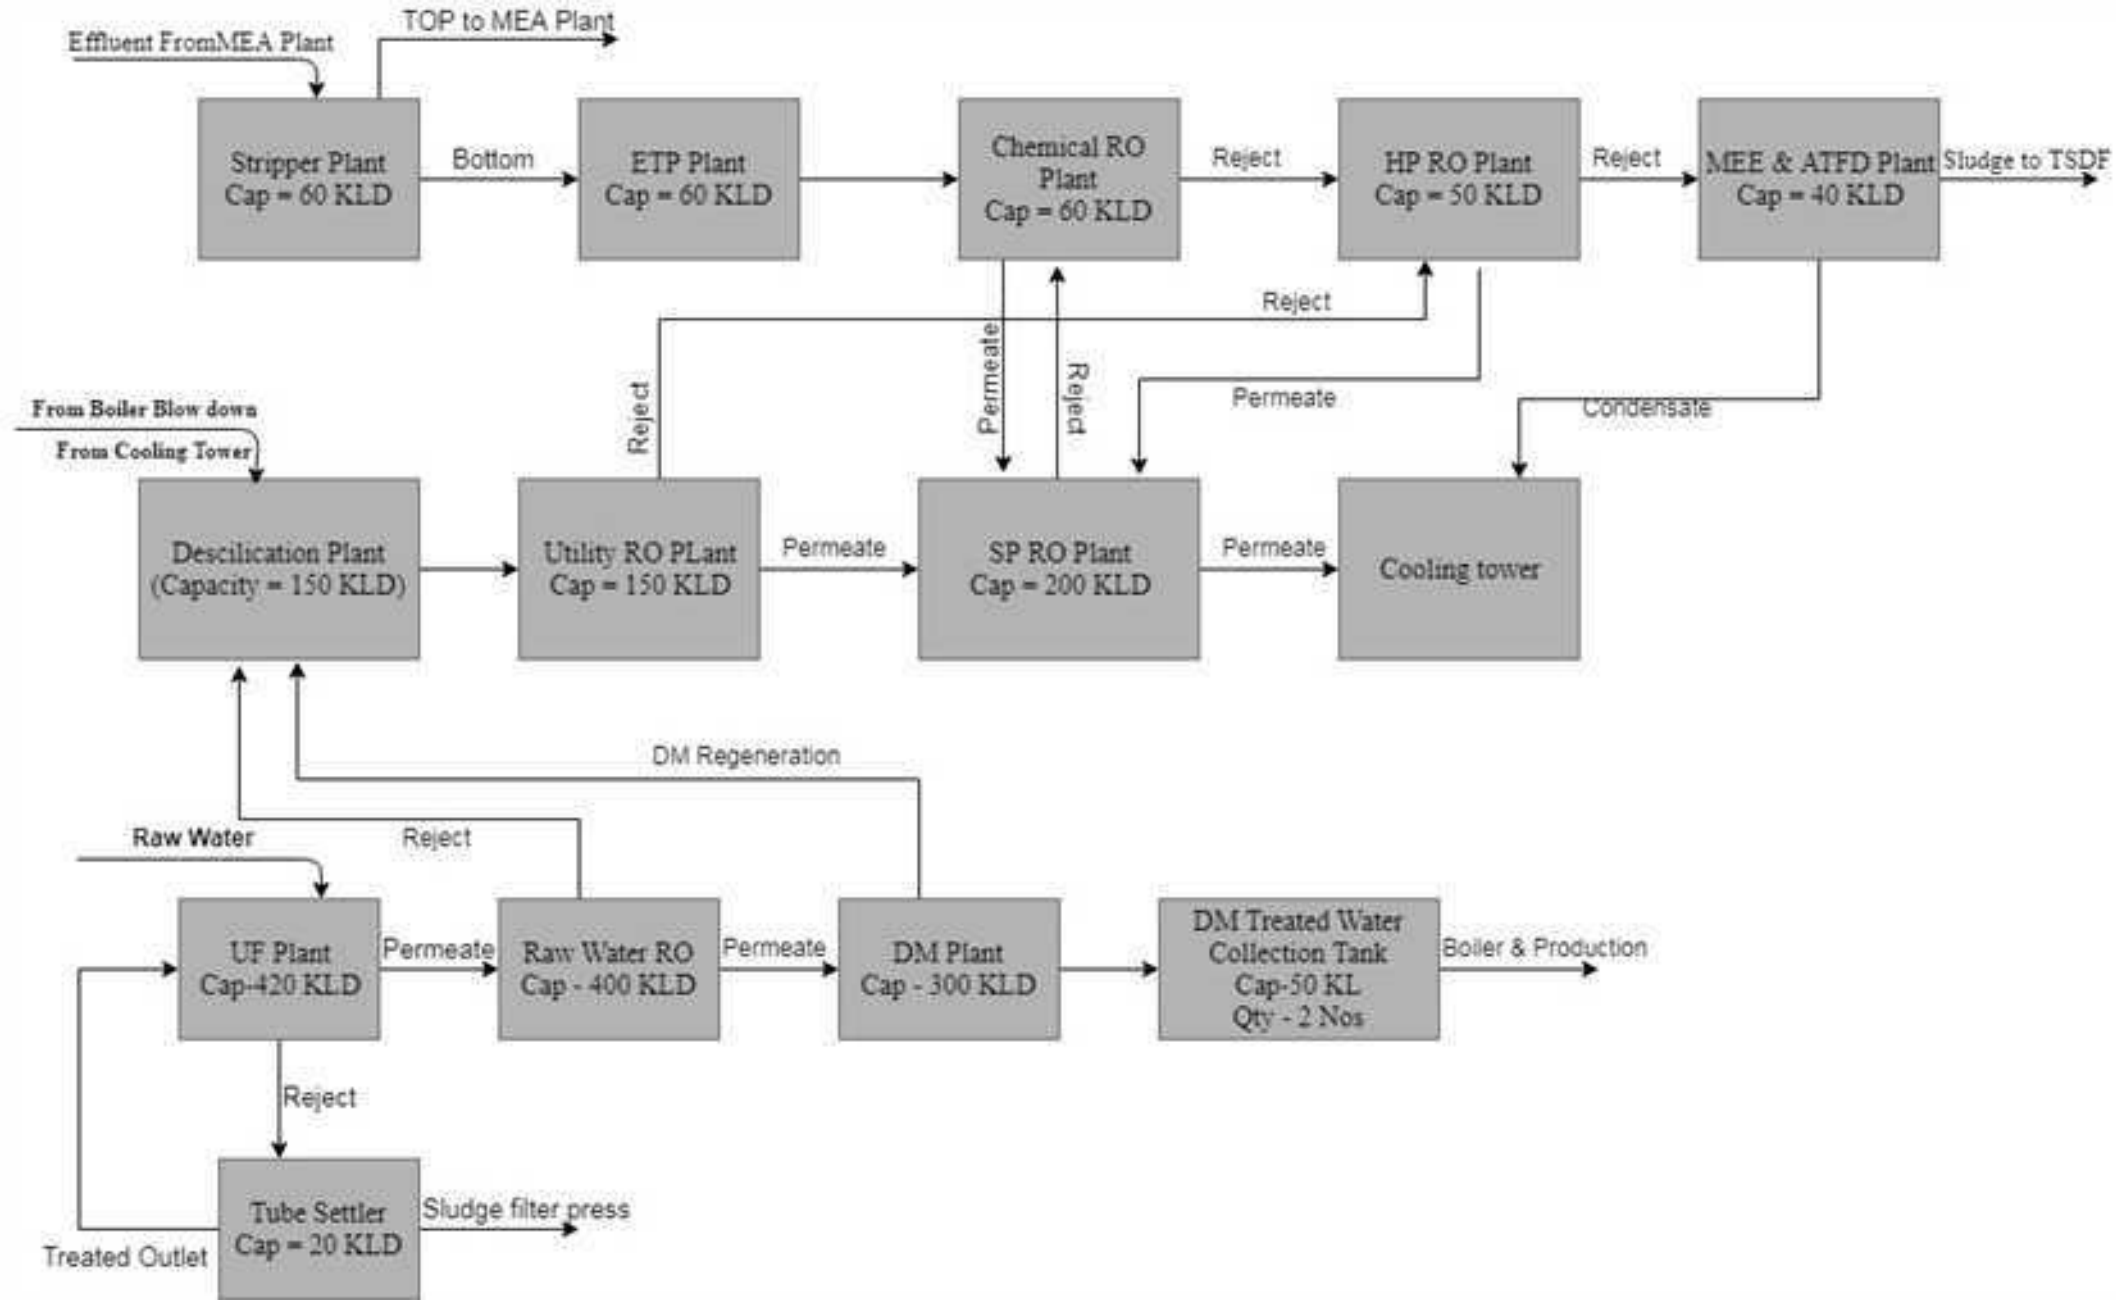 TOP to MEA Plant
Effluent FromMEA Plant
Stripper Plant
Cap = 60 KLD
Bottom
ETP Plant
Cap = 60 KLD
Chemical RO
Plant
Cap = 60 KLD
Reject
HP RO Plant
Cap = 50 KLD
Reject
MEE & ATFD Plant
Cap = 40 KLD
Sludge to TSDF
Reject
Permeate
Reject
Reject
Permeate
Condensate
From Boiler Blow down
From Cooling Tower
Descilication Plant
(Capacity = 150 KLD)
Utility RO PLant
Cap = 150 KLD
Permeate
SP RO Plant
Cap = 200 KLD
Permeate
Cooling tower
DM Regeneration
Reject
Raw Water
UF Plant
Cap-420 KLD
Permeate
Raw Water RO
Cap - 400 KLD
Permeate
DM Plant
Cap - 300 KLD
DM Treated Water
Collection Tank
Cap-50 KL
Qty - 2 Nos
Boiler & Production
Reject
Tube Settler
Cap = 20 KLD
Sludge filter press
Treated Outlet